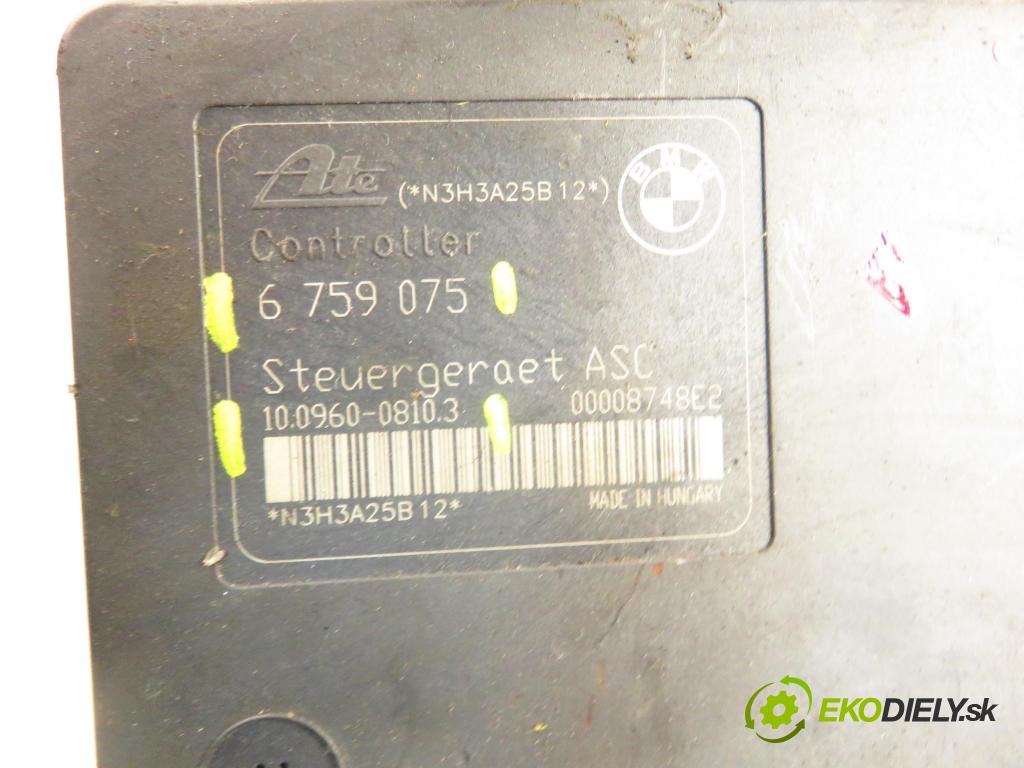 Ate (*N3H3A25B12*)
BMW
Controller
6 759 075
Steuergeraet ASC
10.0960-0810.3 00008748E2
*N3H3A25B12*
MADE IN HUNGARY
EKODIELY.sk